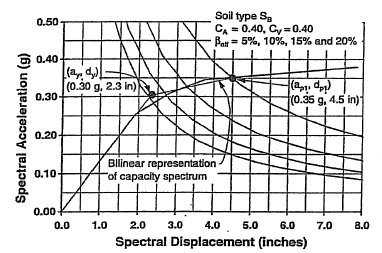 Soil type S_B
C_A = 0.40, C_V = 0.40
β_eff = 5%, 10%, 15% and 20%
(a_y, d_y)
(0.30 g, 2.3 in)
(a_p1, d_p1)
(0.35 g, 4.5 in)
Bilinear representation
of capacity spectrum
Spectral Acceleration (g)
0.50
0.40
0.30
0.20
0.10
0.00
0.0 1.0 2.0 3.0 4.0 5.0 6.0 7.0 8.0
Spectral Displacement (inches)